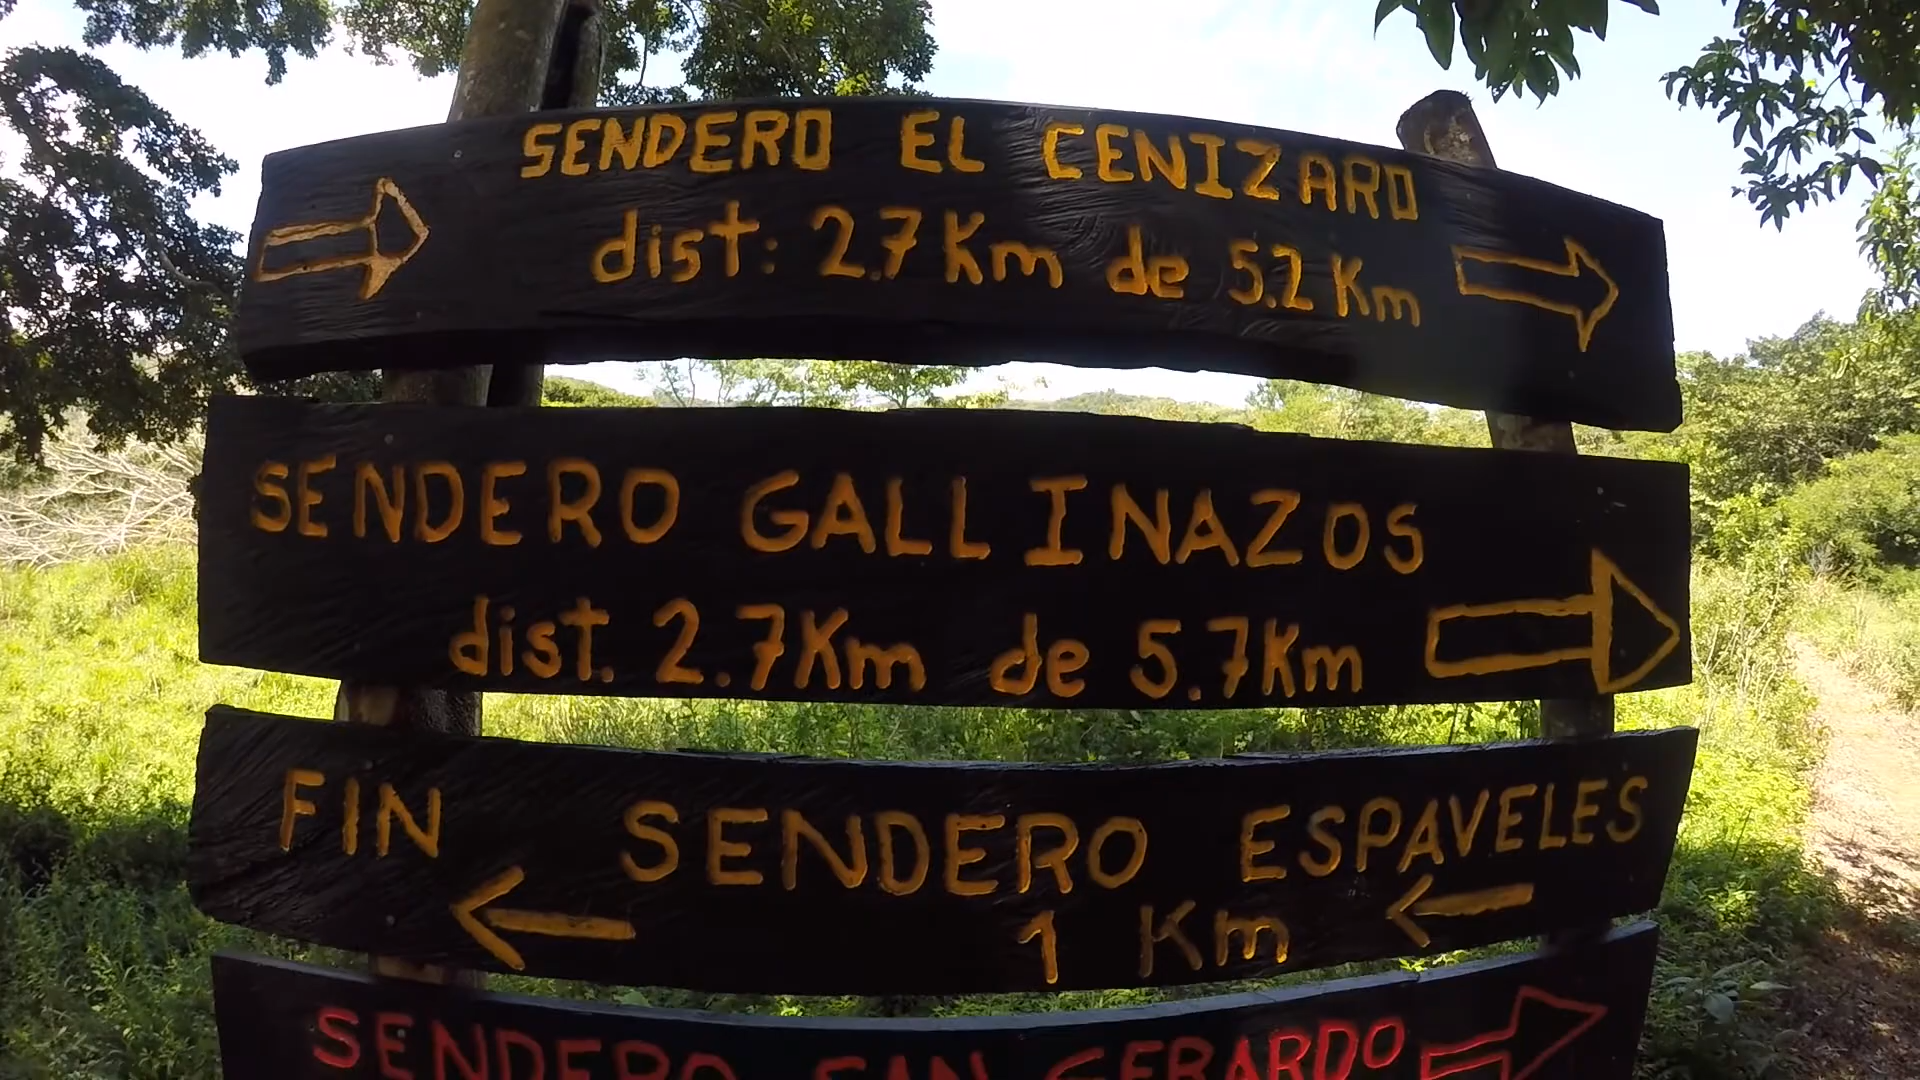 SENDERO EL CENIZARO
dist: 2.7 Km de 5.2 Km
SENDERO GALLINAZOS
dist. 2.7Km de 5.7Km
FIN SENDERO ESPAVELES
1 Km
SENDERO SAN GERARDO